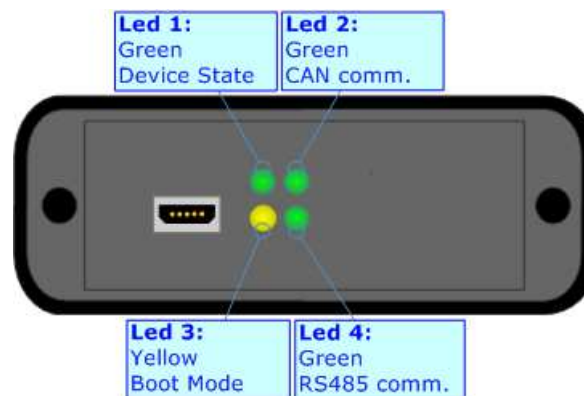 Led 1:
Green
Device State
Led 2:
Green
CAN comm.
Led 3:
Yellow
Boot Mode
Led 4:
Green
RS485 comm.